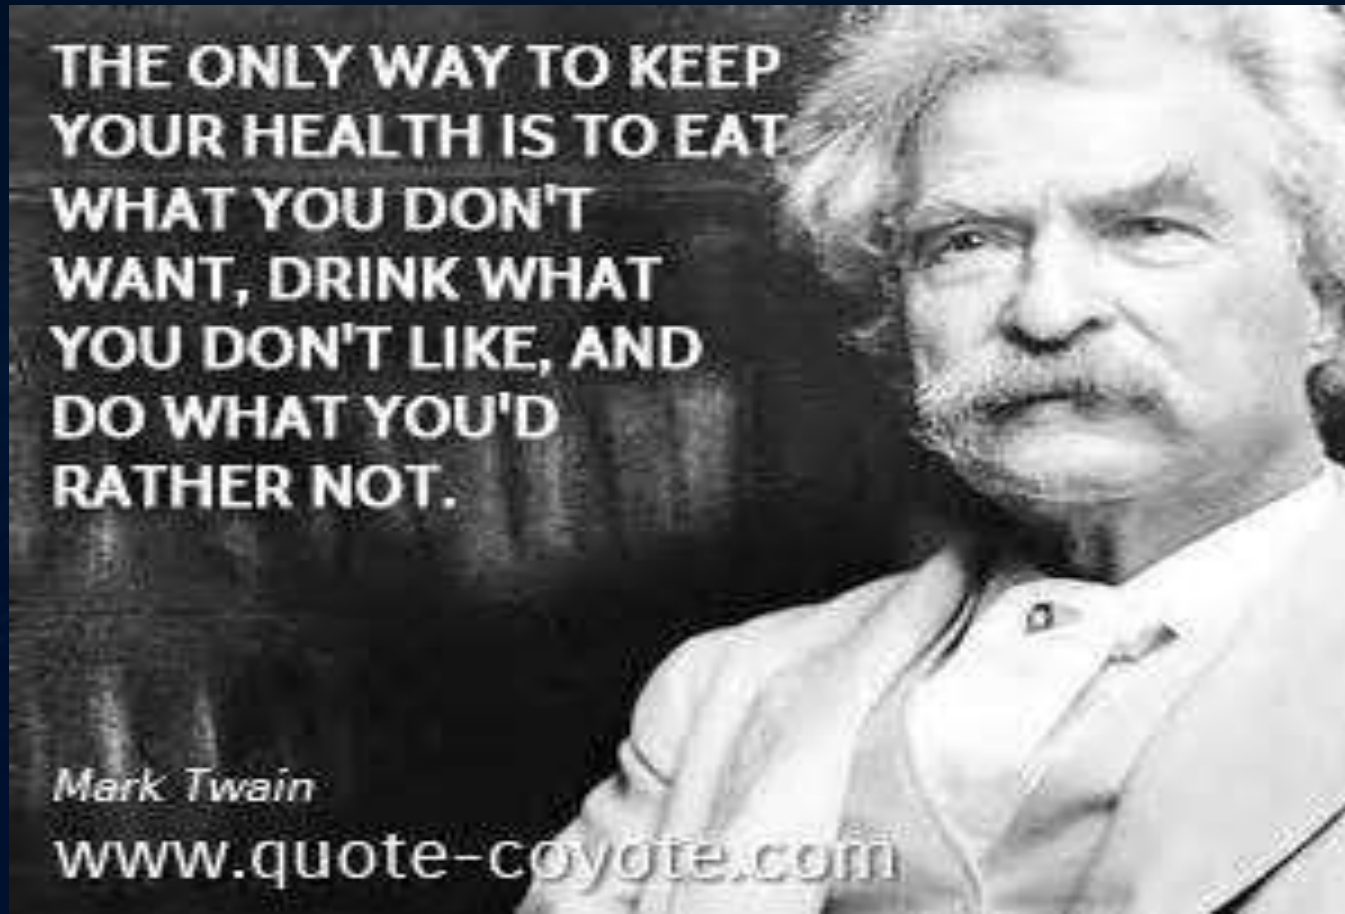 THE ONLY WAY TO KEEP
YOUR HEALTH IS TO EAT
WHAT YOU DON'T
WANT, DRINK WHAT
YOU DON'T LIKE, AND
DO WHAT YOU'D
RATHER NOT.
Mark Twain
www.quote-coyote.com